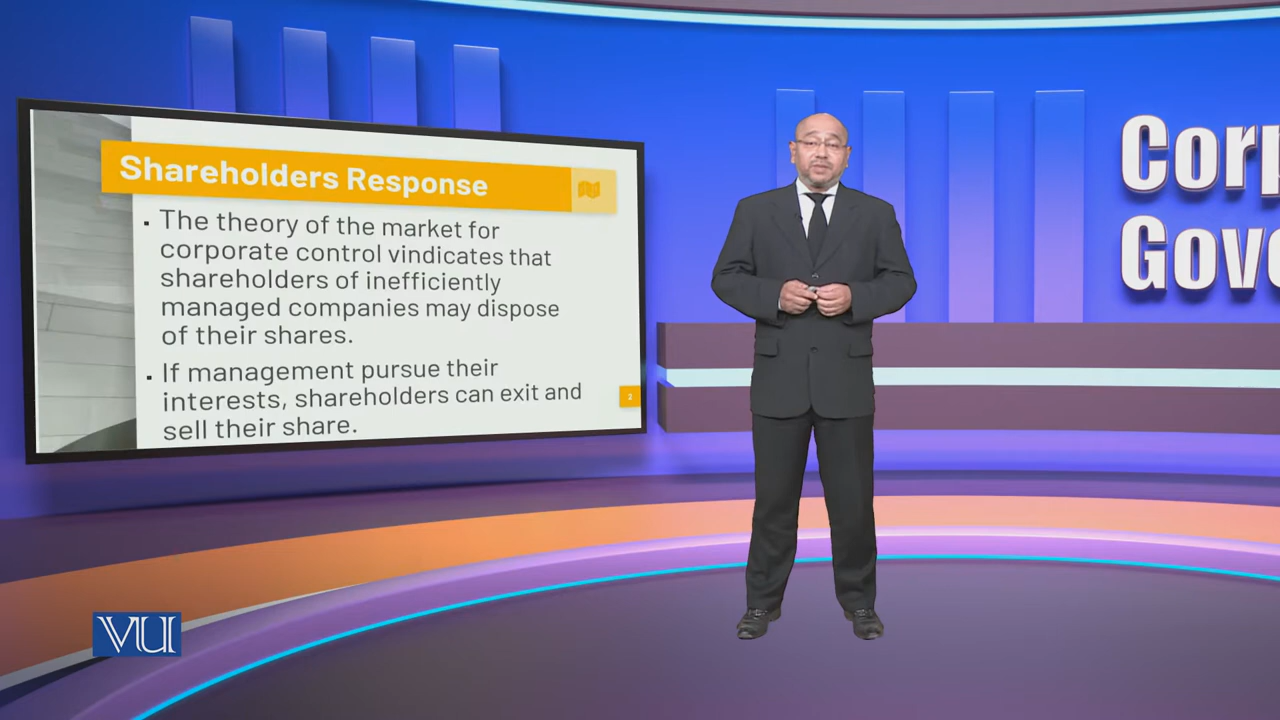 Shareholders Response
▪ The theory of the market for
corporate control vindicates that
shareholders of inefficiently
managed companies may dispose
of their shares.
▪ If management pursue their
interests, shareholders can exit and
sell their share.
2
Corp
Gove
VU